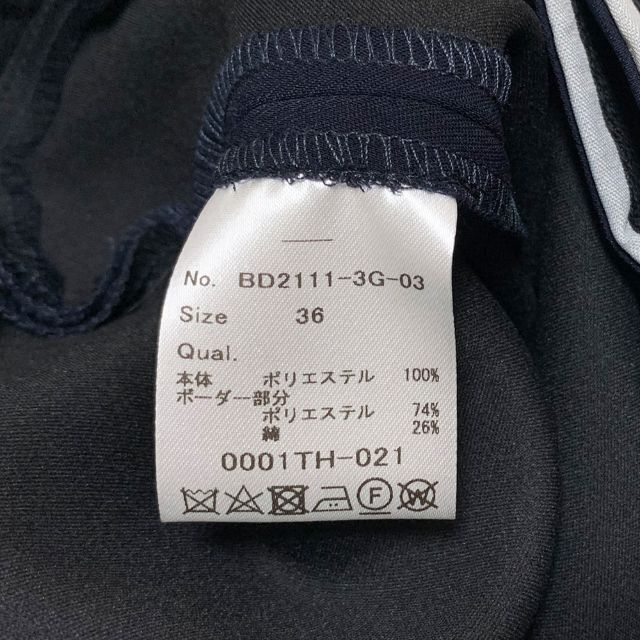 No. BD2111-3G-03
Size 36
Qual.
本体 ポリエステル 100%
ボーダー部分
ポリエステル 74%
綿 26%
0001TH-021
F W